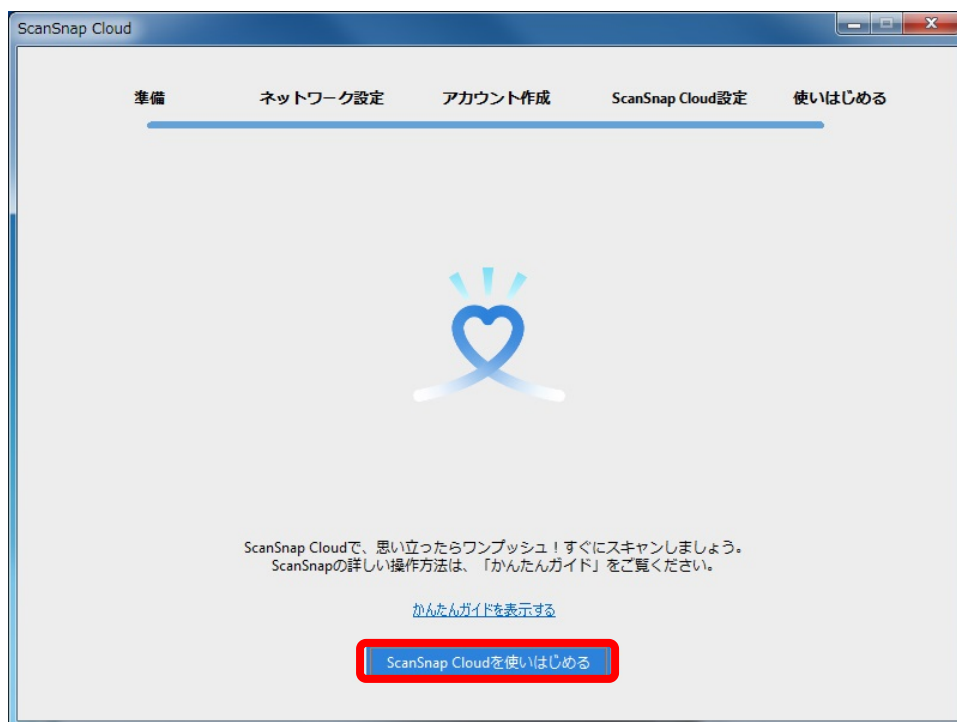 ScanSnap Cloud
準備 ネットワーク設定 アカウント作成 ScanSnap Cloud設定 使いはじめる
ScanSnap Cloudで、思い立ったらワンプッシュ！すぐにスキャンしましょう。
ScanSnapの詳しい操作方法は、「かんたんガイド」をご覧ください。
かんたんガイドを表示する
ScanSnap Cloudを使いはじめる